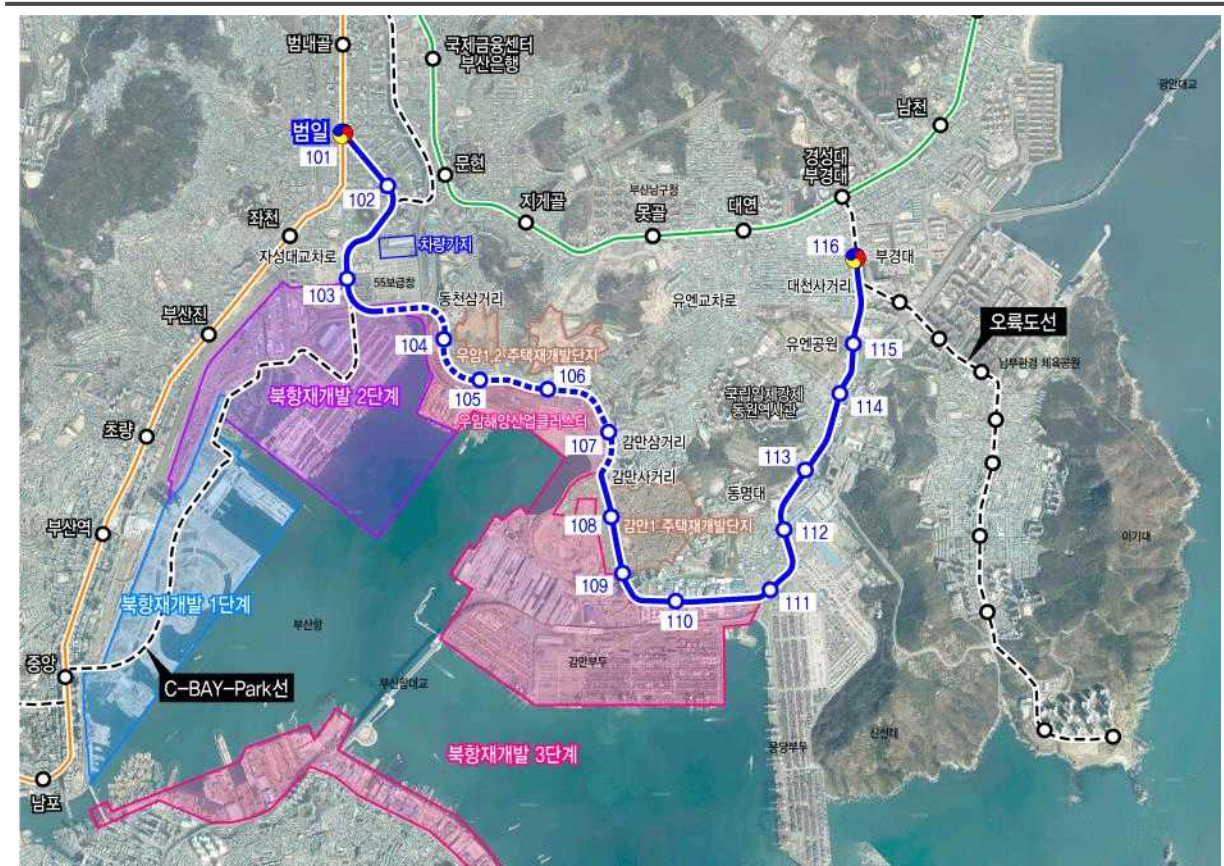 범내골
국제금융센터
부산은행
광안대교
남천
범일
101
문현
경성대
부경대
102
부산남구청
지게골
못골
대연
좌천
자성대교차로
차량기지
116
부경대
대천사거리
103
55보급창
동천삼거리
유엔교차로
오륙도선
부산진
104
우암1,2 주택재개발단지
유엔공원
115
남부환경 체육공원
106
북항재개발 2단계
105
국립일제강제
동원역사관
114
우암해양산업클러스터
초량
107
감만삼거리
113
감만사거리
동명대
부산역
108
감만1 주택재개발단지
112
이기대
109
111
북항재개발 1단계
110
부산항
감만부두
중앙
C-BAY-Park선
부산항대교
신선대
북항재개발 3단계
남포